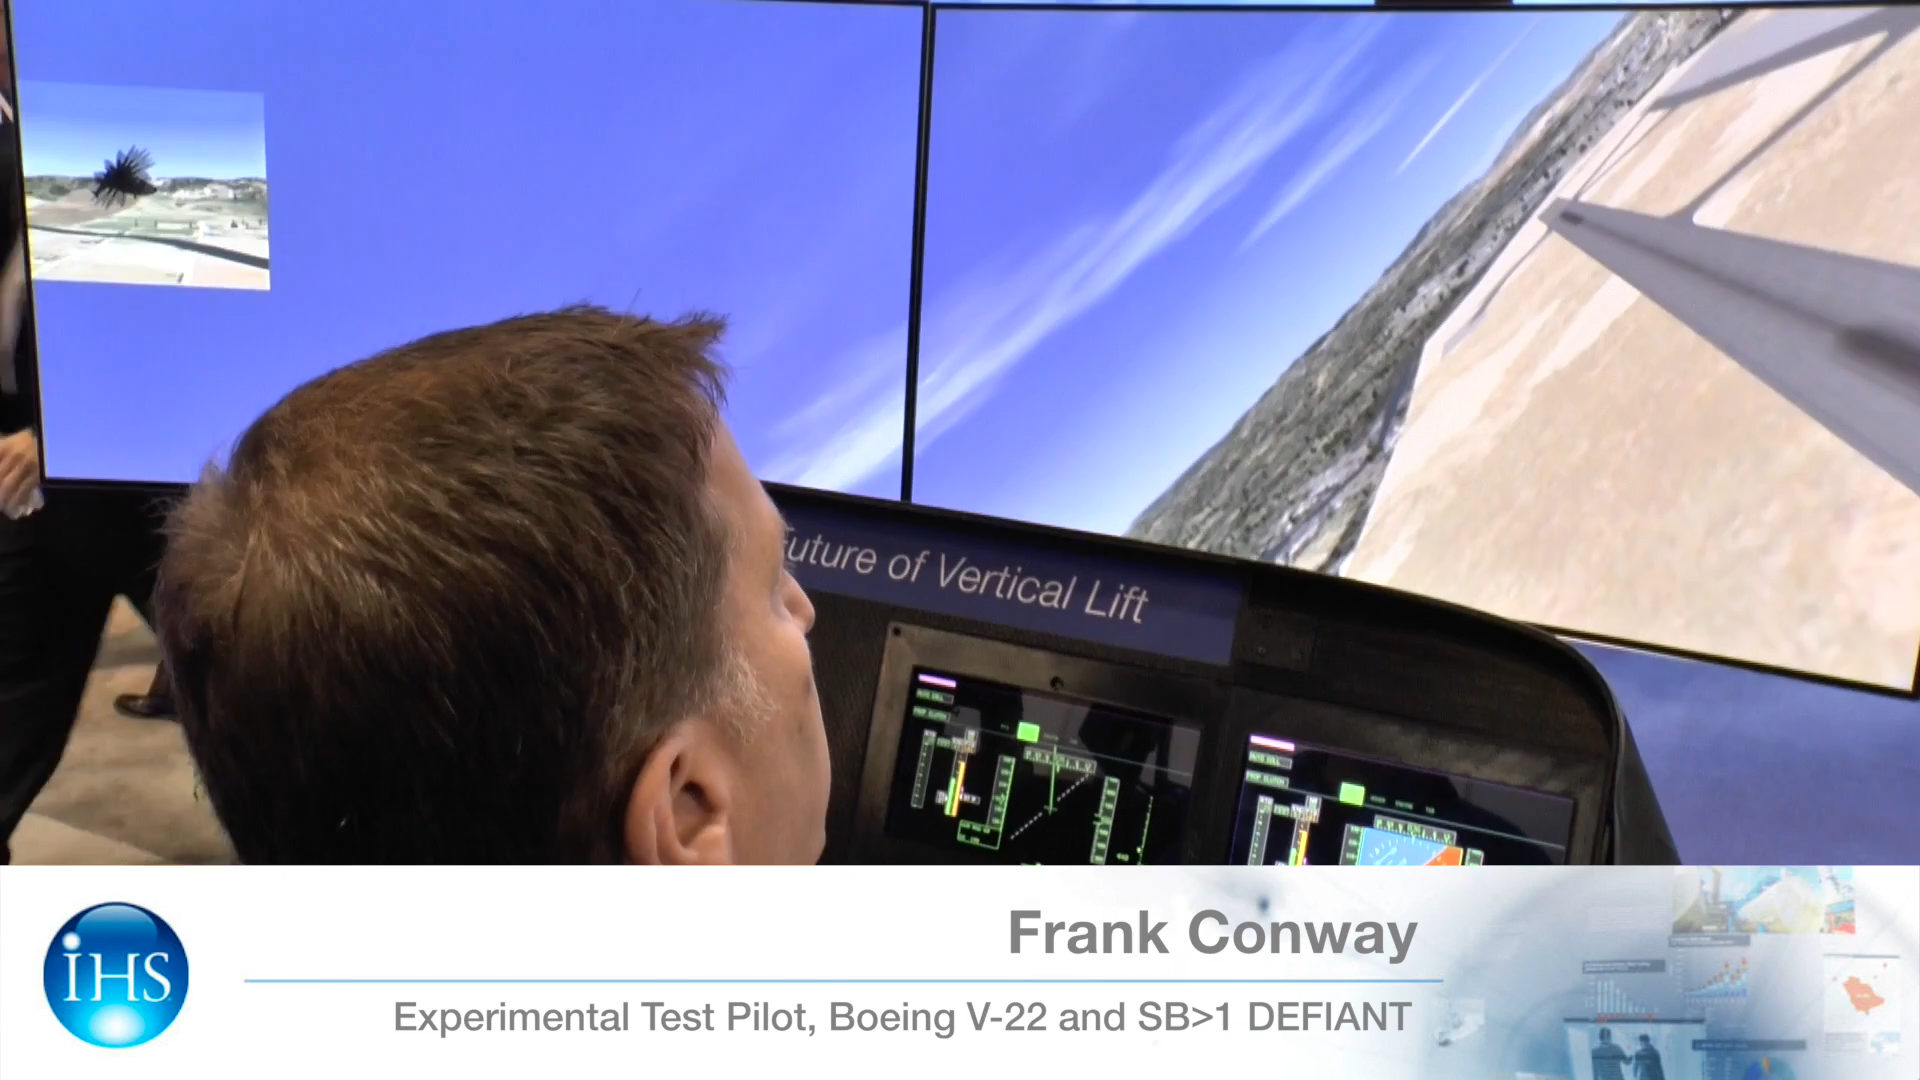 uture of Vertical Lift
Frank Conway
iHS
Experimental Test Pilot, Boeing V-22 and SB>1 DEFIANT